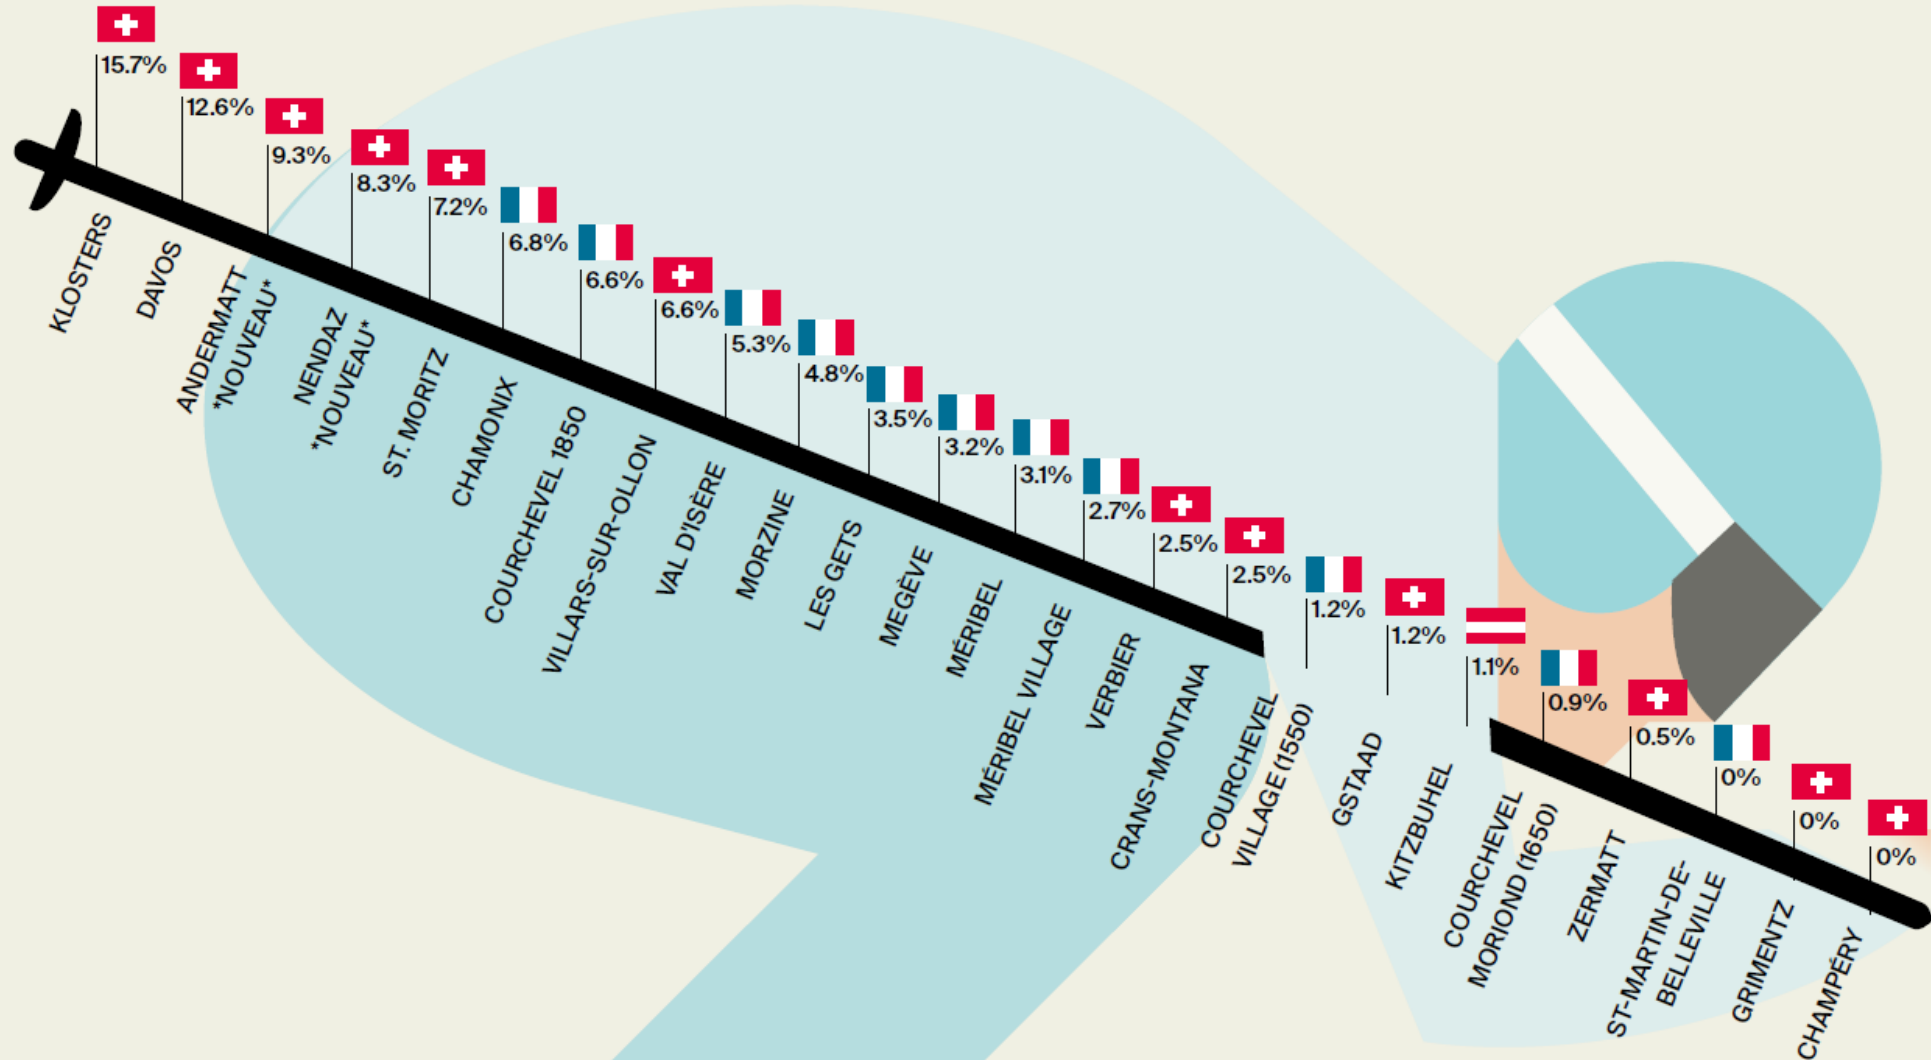 15.7%
KLOSTERS
12.6%
DAVOS
9.3%
ANDERMATT
*NOUVEAU*
8.3%
NENDAZ
*NOUVEAU*
7.2%
ST. MORITZ
6.8%
CHAMONIX
6.6%
COURCHEVEL 1850
6.6%
VILLARS-SUR-OLLON
5.3%
VAL D'ISÈRE
4.8%
MORZINE
3.5%
LES GETS
3.2%
MEGÈVE
3.1%
MÉRIBEL
2.7%
MÉRIBEL VILLAGE
2.5%
VERBIER
2.5%
CRANS-MONTANA
1.2%
COURCHEVEL
VILLAGE (1550)
1.2%
GSTAAD
1.1%
KITZBUHEL
0.9%
COURCHEVEL
MORIOND (1650)
0.5%
ZERMATT
0%
ST-MARTIN-DE-
BELLEVILLE
0%
GRIMENTZ
0%
CHAMPÉRY